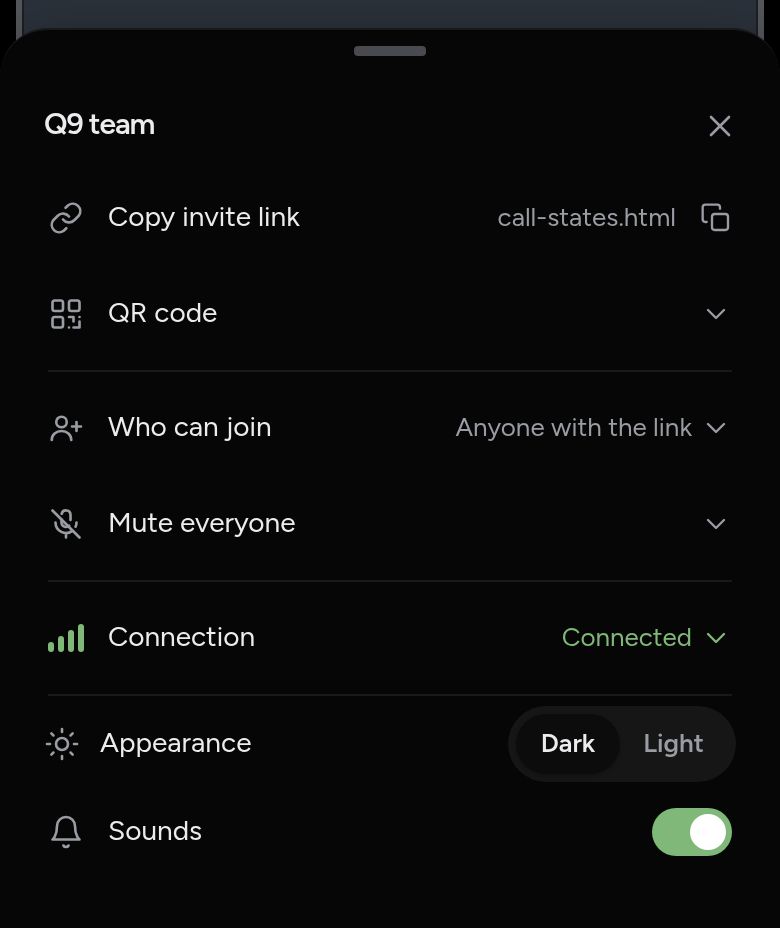 Q9 team
Copy invite link call-states.html
QR code
Who can join Anyone with the link
Mute everyone
Connection Connected
Appearance Dark Light
Sounds